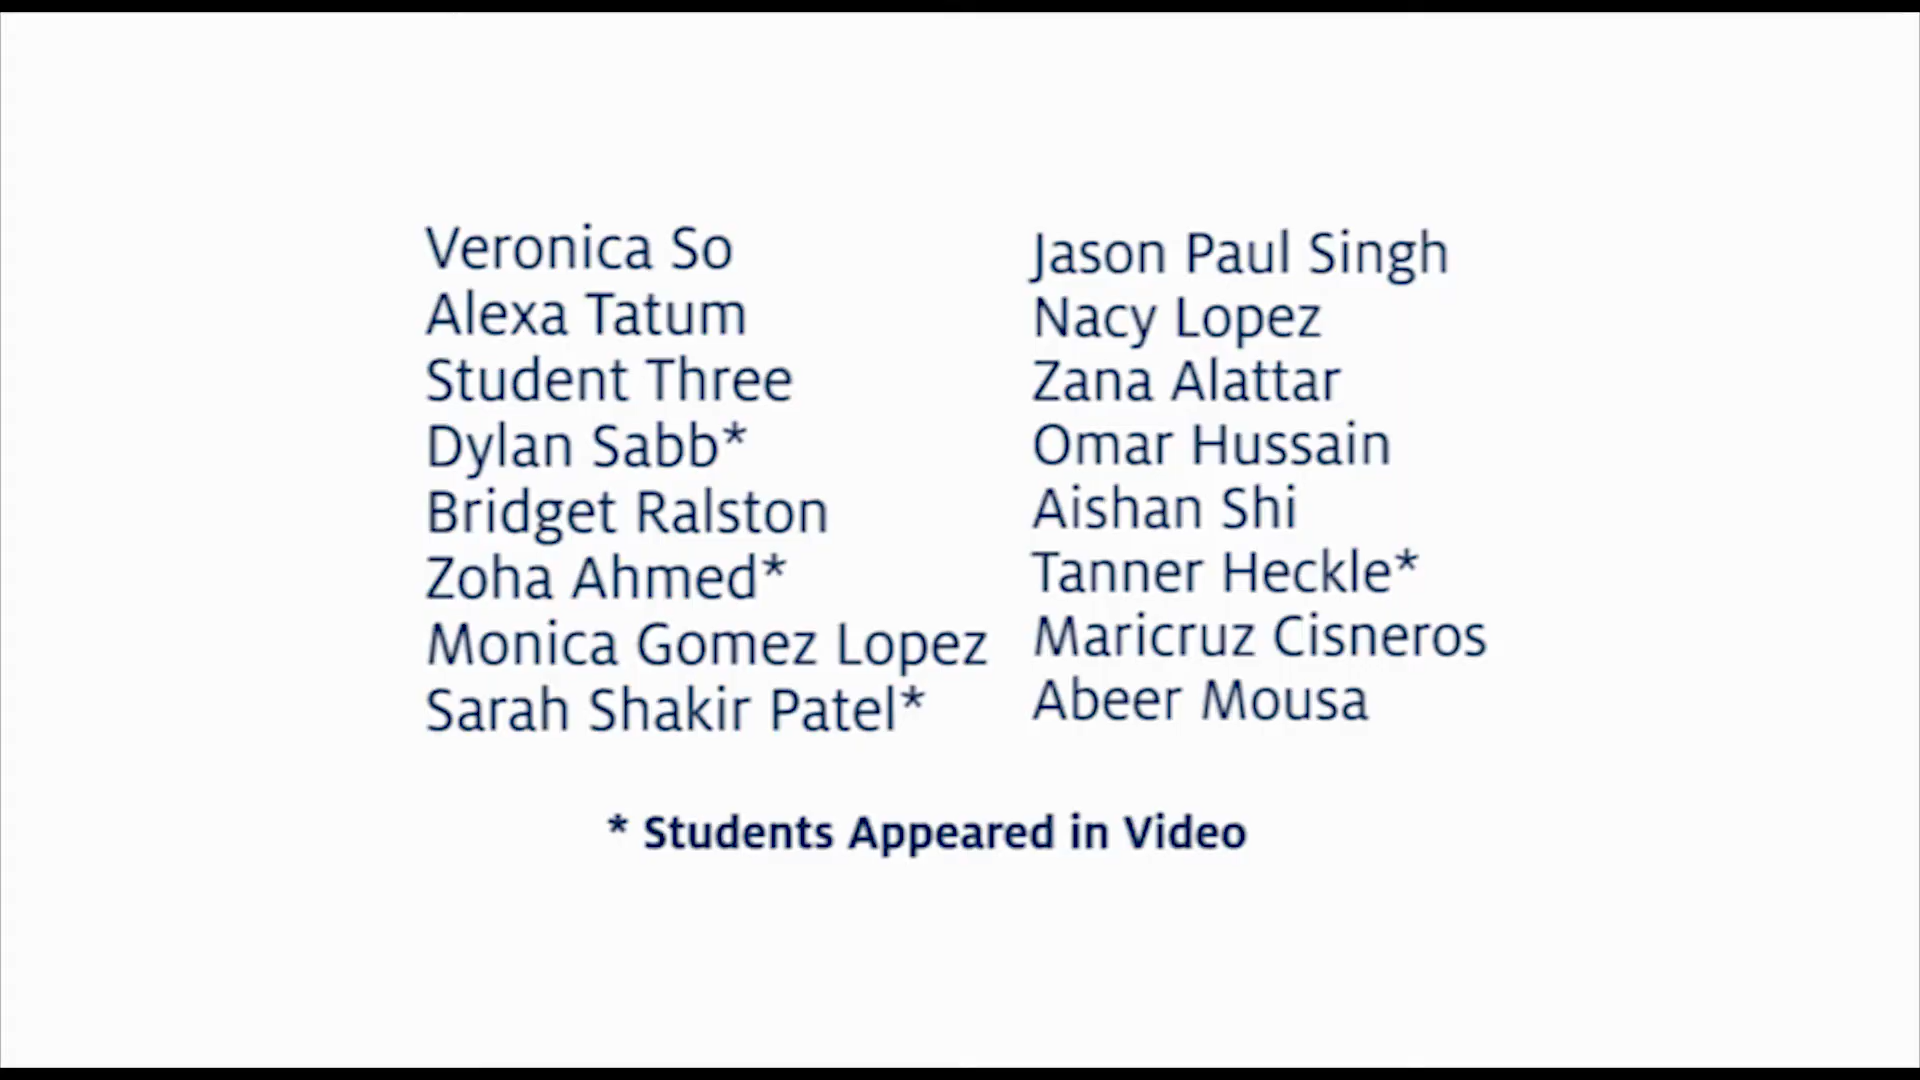 Veronica So
Alexa Tatum
Student Three
Dylan Sabb*
Bridget Ralston
Zoha Ahmed*
Monica Gomez Lopez
Sarah Shakir Patel*
Jason Paul Singh
Nacy Lopez
Zana Alattar
Omar Hussain
Aishan Shi
Tanner Heckle*
Maricruz Cisneros
Abeer Mousa
* Students Appeared in Video